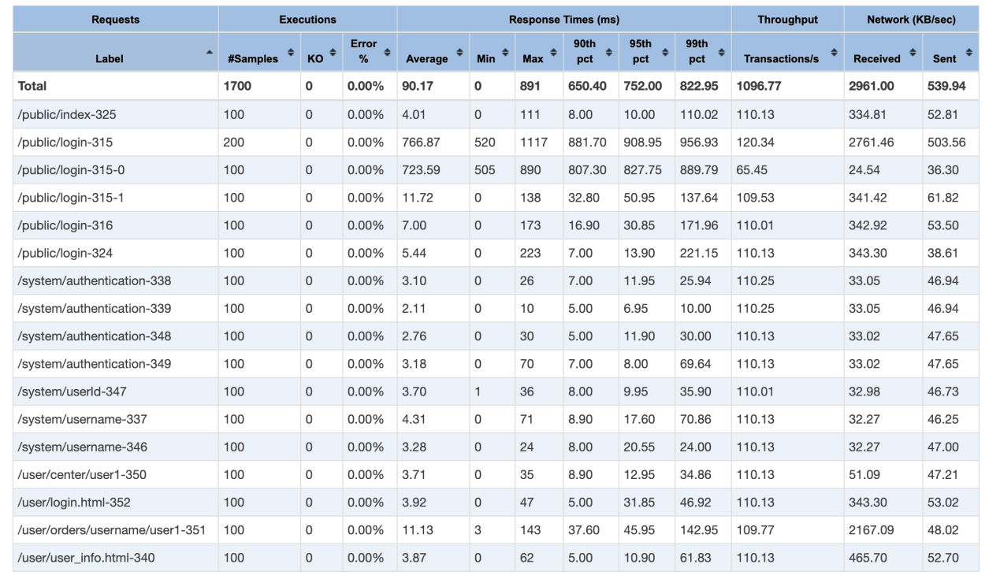 Requests Executions Response Times (ms) Throughput Network (KB/sec)
Label #Samples KO Error % Average Min Max 90th pct 95th pct 99th pct Transactions/s Received Sent
Total 1700 0 0.00% 90.17 0 891 650.40 752.00 822.95 1096.77 2961.00 539.94
/public/index-325 100 0 0.00% 4.01 0 111 8.00 10.00 110.02 110.13 334.81 52.81
/public/login-315 200 0 0.00% 766.87 520 1117 881.70 908.95 956.93 120.34 2761.46 503.56
/public/login-315-0 100 0 0.00% 723.59 505 890 807.30 827.75 889.79 65.45 24.54 36.30
/public/login-315-1 100 0 0.00% 11.72 0 138 32.80 50.95 137.64 109.53 341.42 61.82
/public/login-316 100 0 0.00% 7.00 0 173 16.90 30.85 171.96 110.01 342.92 53.50
/public/login-324 100 0 0.00% 5.44 0 223 7.00 13.90 221.15 110.13 343.30 38.61
/system/authentication-338 100 0 0.00% 3.10 0 26 7.00 11.95 25.94 110.25 33.05 46.94
/system/authentication-339 100 0 0.00% 2.11 0 10 5.00 6.95 10.00 110.25 33.05 46.94
/system/authentication-348 100 0 0.00% 2.76 0 30 5.00 11.90 30.00 110.13 33.02 47.65
/system/authentication-349 100 0 0.00% 3.18 0 70 7.00 8.00 69.64 110.13 33.02 47.65
/system/userId-347 100 0 0.00% 3.70 1 36 8.00 9.95 35.90 110.01 32.98 46.73
/system/username-337 100 0 0.00% 4.31 0 71 8.90 17.60 70.86 110.13 32.27 46.25
/system/username-346 100 0 0.00% 3.28 0 24 8.00 20.55 24.00 110.13 32.27 47.00
/user/center/user1-350 100 0 0.00% 3.71 0 35 8.90 12.95 34.86 110.13 51.09 47.21
/user/login.html-352 100 0 0.00% 3.92 0 47 5.00 31.85 46.92 110.13 343.30 53.02
/user/orders/username/user1-351 100 0 0.00% 11.13 3 143 37.60 45.95 142.95 109.77 2167.09 48.02
/user/user_info.html-340 100 0 0.00% 3.87 0 62 5.00 10.90 61.83 110.13 465.70 52.70